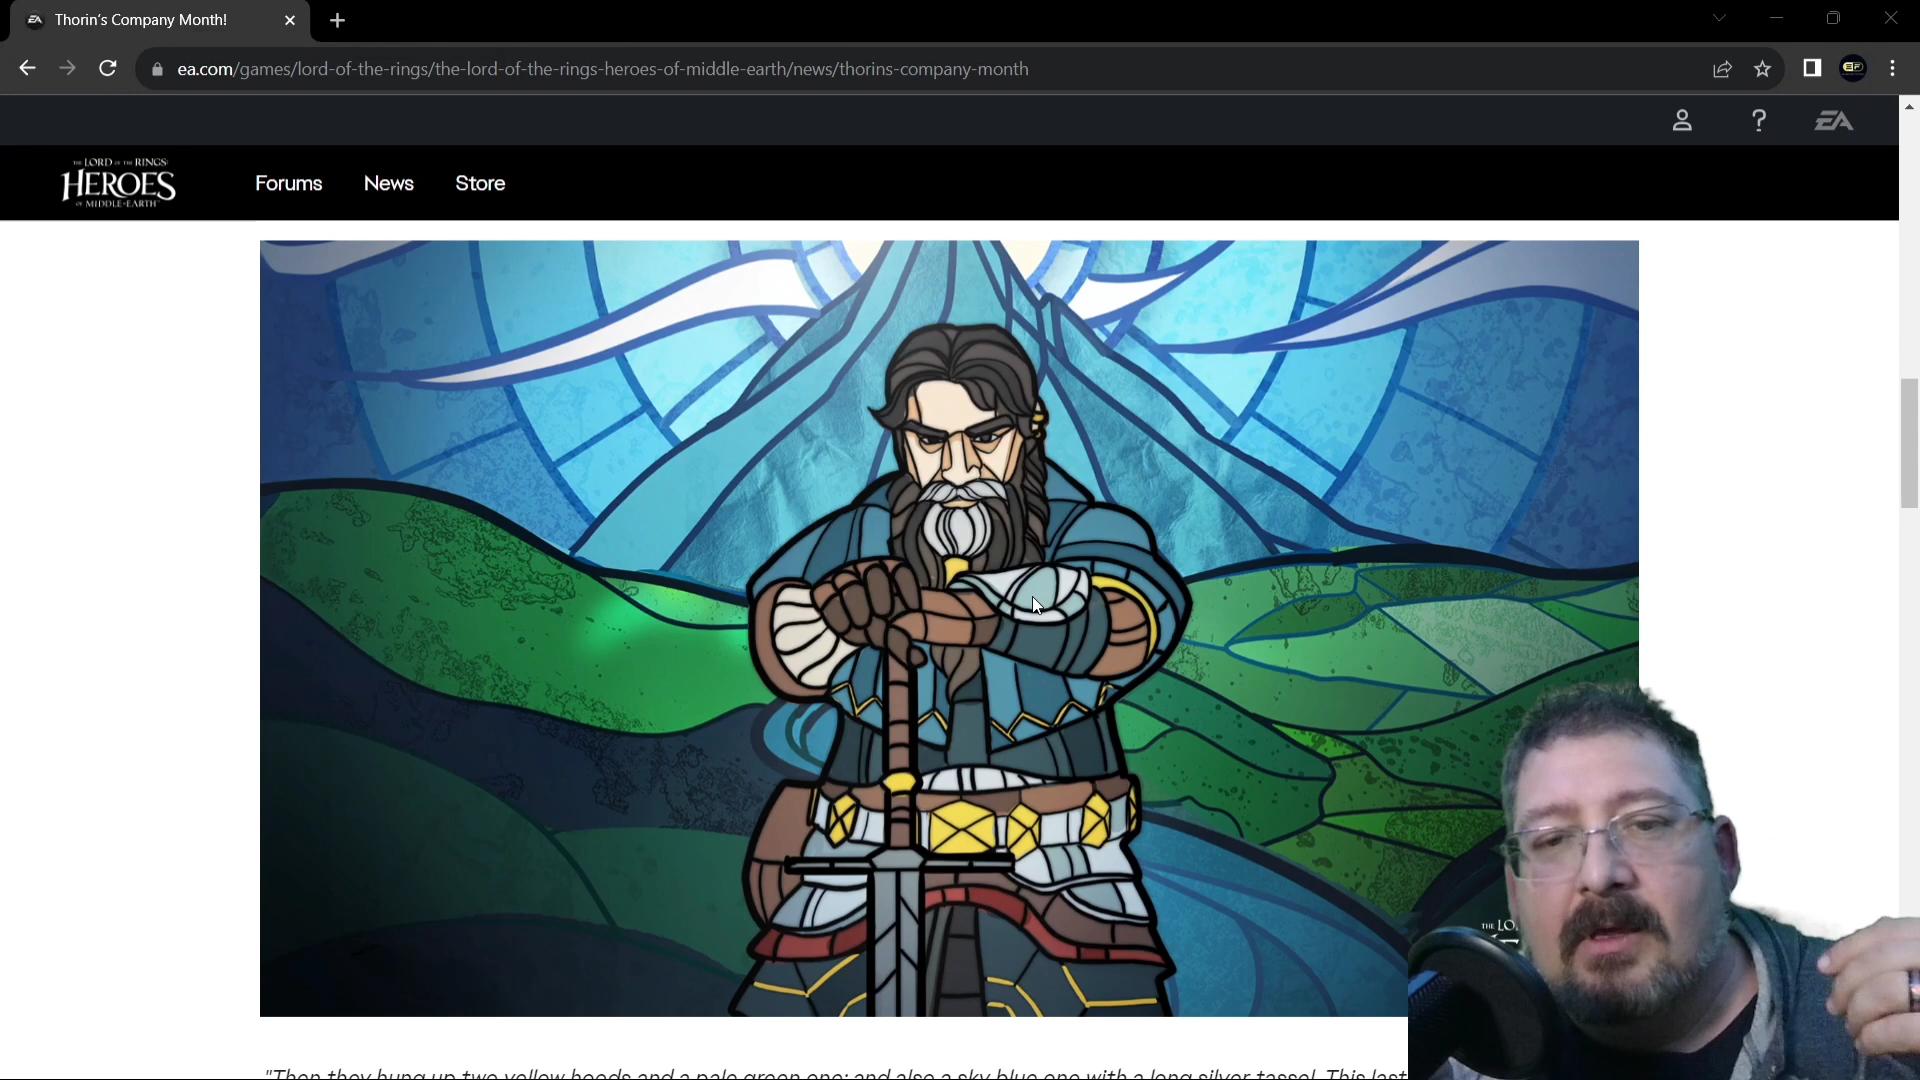 Thorin's Company Month!
ea.com/games/lord-of-the-rings/the-lord-of-the-rings-heroes-of-middle-earth/news/thorins-company-month
EF
EA
THE LORD OF THE RINGS:
HEROES
OF MIDDLE-EARTH
Forums News Store
THE LO
"Then they hung up two yellow hoods and a pale green one; and also a sky blue one with a long silver tassel. This last